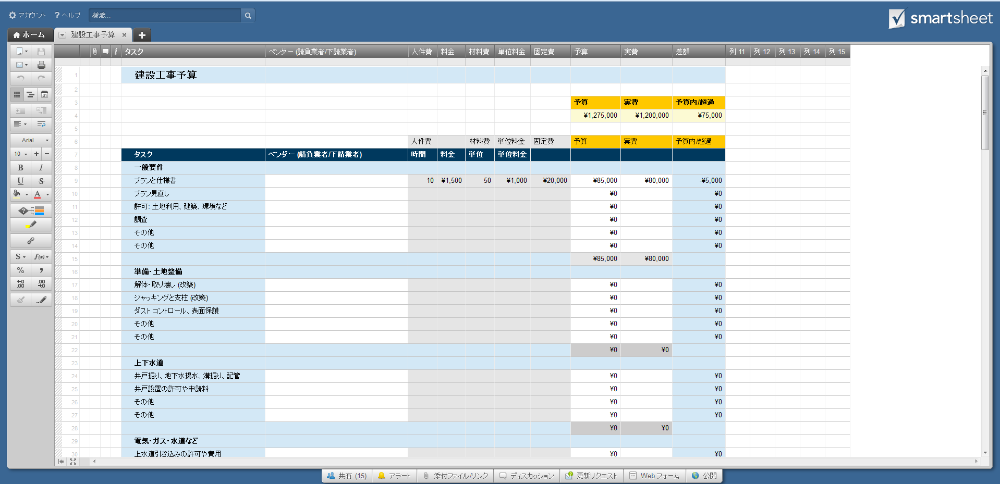 アカウント ? ヘルプ 検索...
smartsheet
ホーム 建設工事予算 × +
i タスク ベンダー (請負業者/下請業者) 人件費 料金 材料費 単位料金 固定費 予算 実費 差額 列 11 列 12 列 13 列 14 列 15
1 建設工事予算
2
3 予算 実費 予算内/超過
4 ¥1,275,000 ¥1,200,000 ¥75,000
5
6 人件費 材料費 単位料金 固定費 予算 実費 予算内/超過
7 タスク ベンダー (請負業者/下請業者) 時間 料金 単位 単位料金
8 一般要件
9 プランと仕様書 10 ¥1,500 50 ¥1,000 ¥20,000 ¥85,000 ¥80,000 -¥5,000
10 プラン見直し ¥0 ¥0
11 許可: 土地利用、建築、環境など ¥0 ¥0
12 調査 ¥0 ¥0
13 その他 ¥0 ¥0
14 その他 ¥0 ¥0
15 ¥85,000 ¥80,000
16 準備・土地整備
17 解体・取り壊し (改築) ¥0 ¥0
18 ジャッキングと支柱 (改築) ¥0 ¥0
19 ダスト コントロール、表面保護 ¥0 ¥0
20 その他 ¥0 ¥0
21 その他 ¥0 ¥0
22 ¥0 ¥0
23 上下水道
24 井戸掘り、地下水揚水、溝掘り、配管 ¥0 ¥0
25 井戸設置の許可や申請料 ¥0 ¥0
26 その他 ¥0 ¥0
27 その他 ¥0 ¥0
28 ¥0 ¥0
29 電気・ガス・水道など
30 上水道引き込みの許可や費用 ¥0 ¥0
31
Arial
10 + −
B I
U S
A
?
$ f(x)
% ,
.0 .00 .00 .0
共有 (15) アラート 添付ファイル/リンク ディスカッション 更新リクエスト Web フォーム 公開